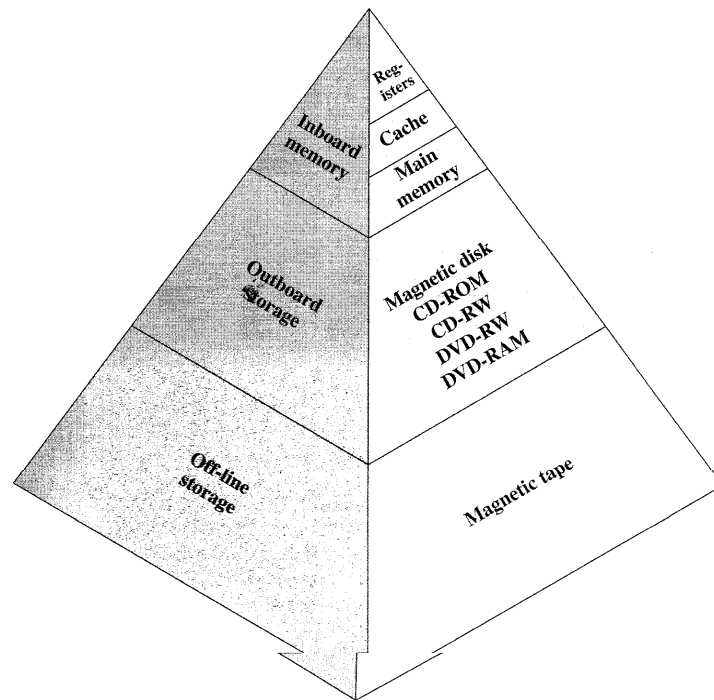 Reg-
isters
Cache
Main
memory
Inboard
memory
Magnetic disk
CD-ROM
CD-RW
DVD-RW
DVD-RAM
Outboard
storage
Magnetic tape
Off-line
storage